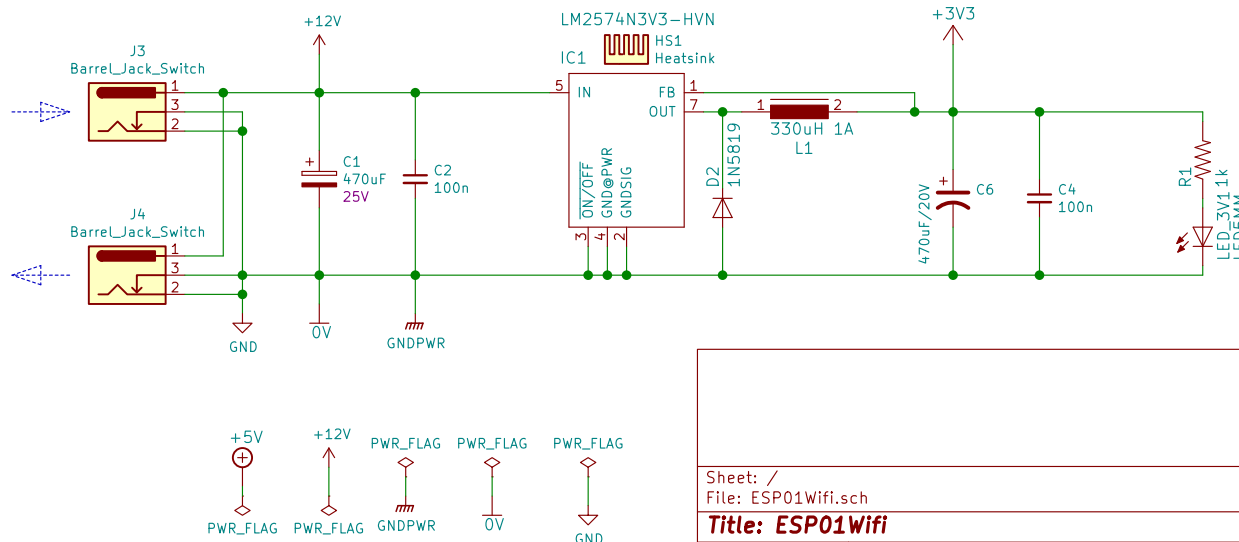 LM2574N3V3-HVN
+12V
+3V3
HS1
Heatsink
IC1
J3
Barrel_Jack_Switch
1
3
2
5
IN
FB
1
OUT
7
1
2
330uH 1A
L1
D2
1N5819
C1
470uF
25V
C2
100n
ON/OFF
GND@PWR
GNDSIG
3
4
2
C6
470uF/20V
C4
100n
R1
1k
LED_3V1
LEDEMM
J4
Barrel_Jack_Switch
1
3
2
GND
0V
GNDPWR
+5V
+12V
PWR_FLAG
PWR_FLAG
PWR_FLAG
PWR_FLAG
PWR_FLAG
GNDPWR
0V
GND
Sheet: /
File: ESP01Wifi.sch
Title: ESP01Wifi